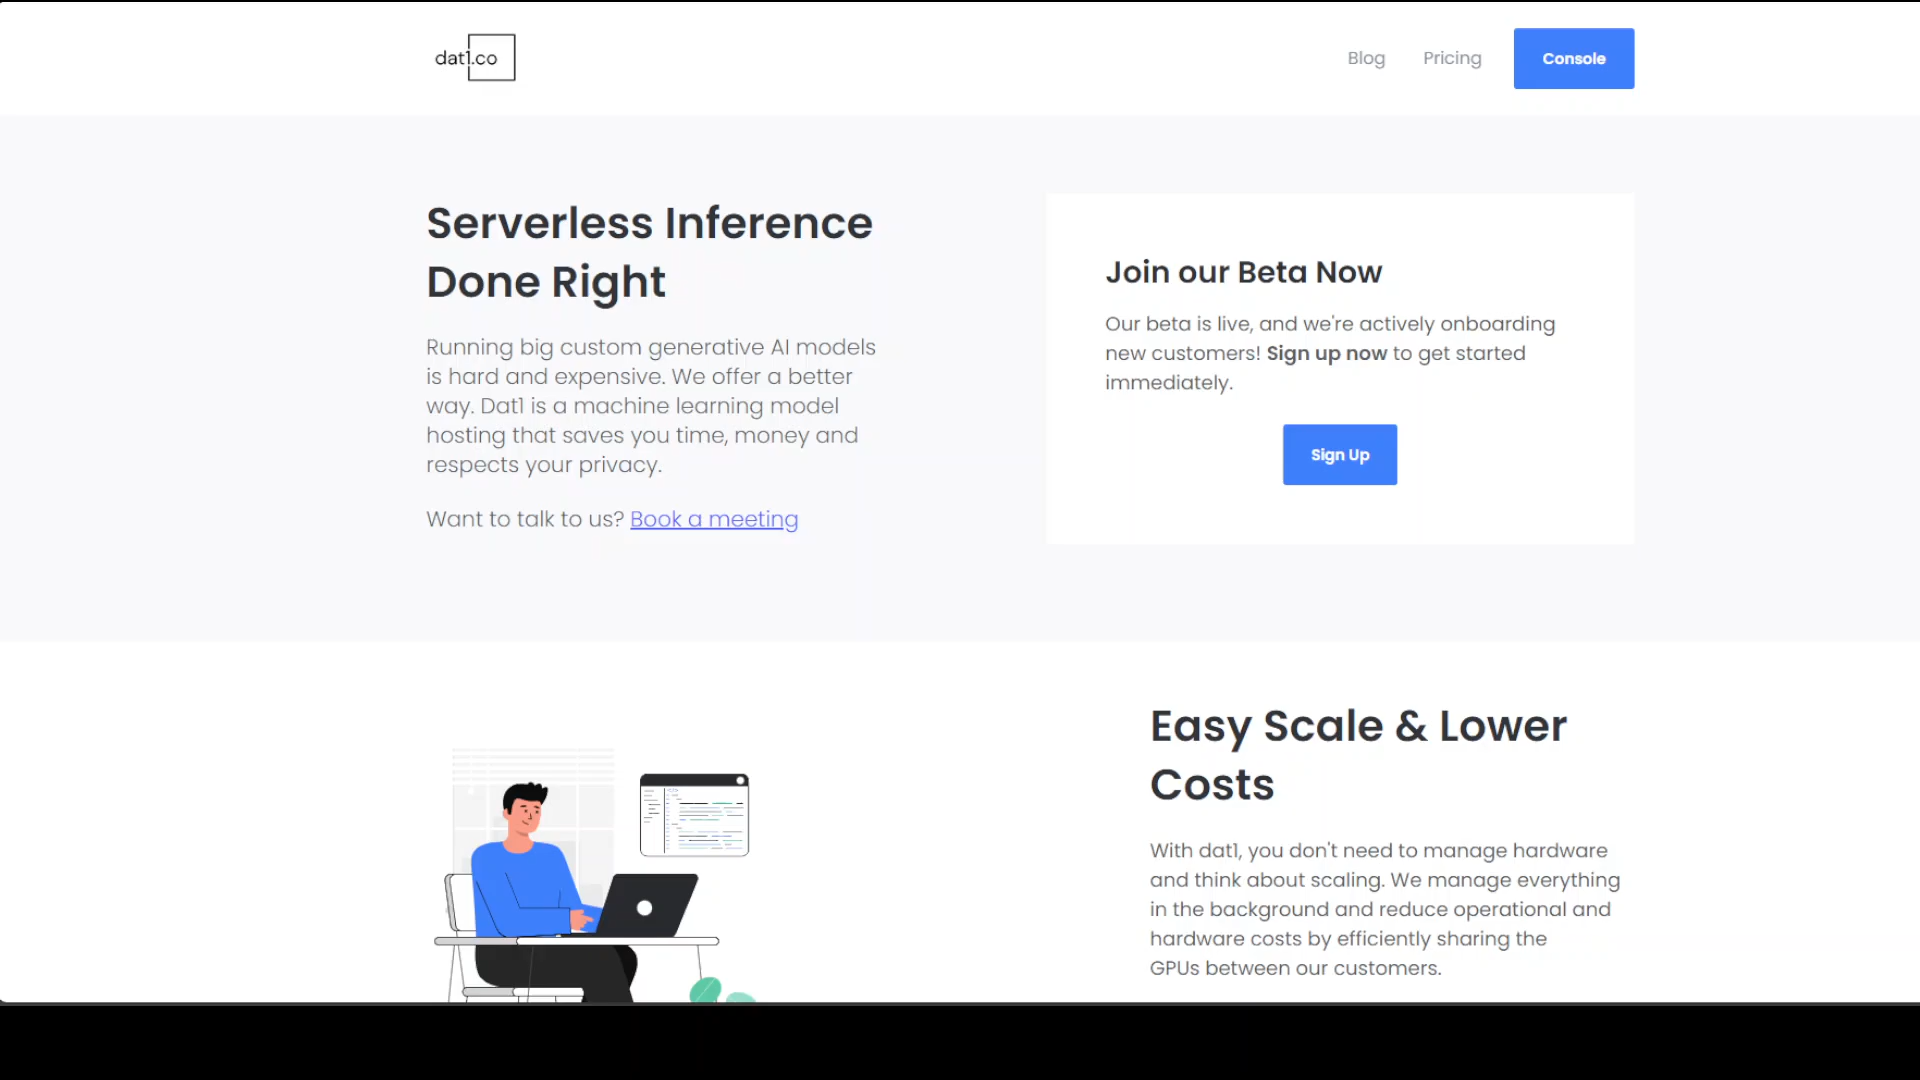 dat1.co
Blog
Pricing
Console
Serverless Inference
Done Right
Running big custom generative AI models
is hard and expensive. We offer a better
way. Dat1 is a machine learning model
hosting that saves you time, money and
respects your privacy.
Want to talk to us? Book a meeting
Join our Beta Now
Our beta is live, and we're actively onboarding
new customers! Sign up now to get started
immediately.
Sign Up
Easy Scale & Lower
Costs
With dat1, you don't need to manage hardware
and think about scaling. We manage everything
in the background and reduce operational and
hardware costs by efficiently sharing the
GPUs between our customers.